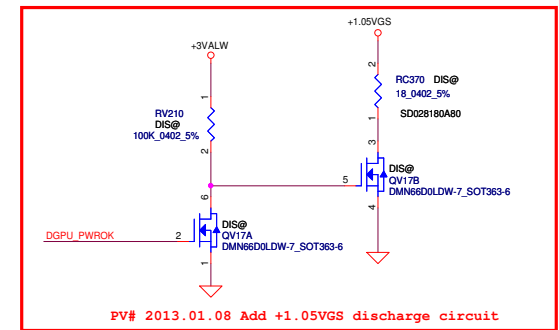 +1.05VGS
+3VALW
2
RC370 DIS@
18_0402_5%
1
SD028180A80
1
RV210
DIS@
100K_0402_5%
2
3
DIS@
5
QV17B
DMN66D0LDW-7_SOT363-6
4
6
DIS@
DGPU_PWROK
2
QV17A
DMN66D0LDW-7_SOT363-6
1
PV# 2013.01.08 Add +1.05VGS discharge circuit